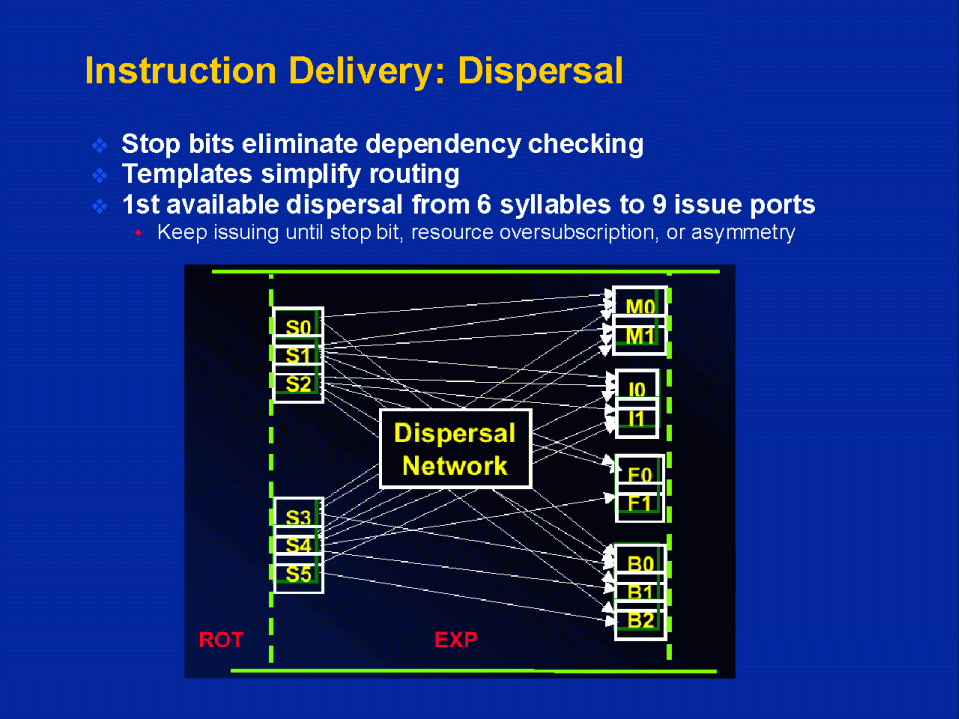 Instruction Delivery: Dispersal
Stop bits eliminate dependency checking
Templates simplify routing
1st available dispersal from 6 syllables to 9 issue ports
Keep issuing until stop bit, resource oversubscription, or asymmetry
S0
S1
S2
S3
S4
S5
Dispersal
Network
M0
M1
I0
I1
F0
F1
B0
B1
B2
ROT
EXP